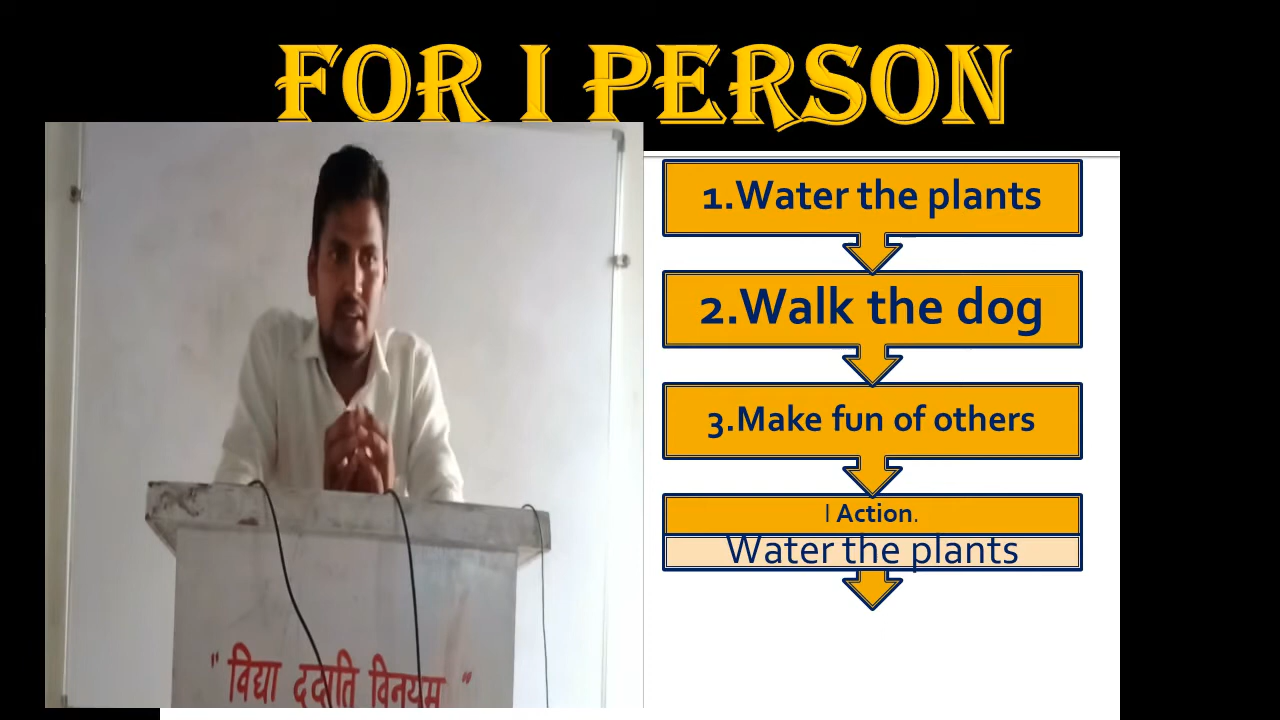 FOR I PERSON
1.Water the plants
2.Walk the dog
3.Make fun of others
I Action.
Water the plants
" विद्या ददाति विनयम "